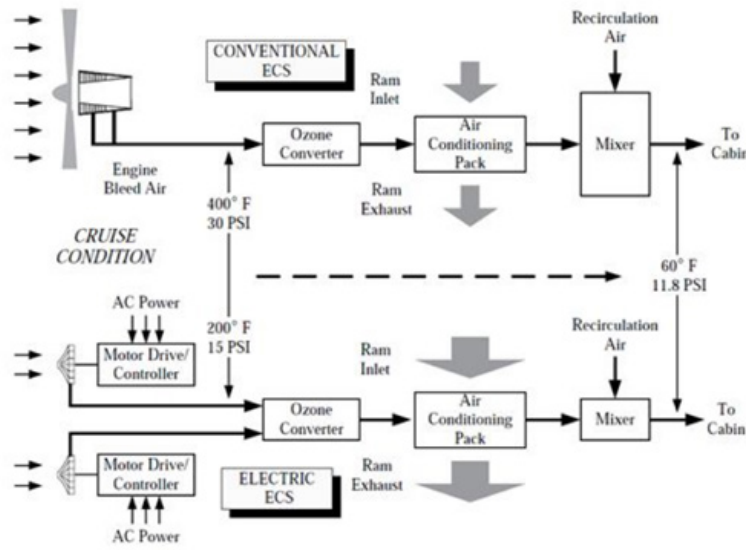 CONVENTIONAL
ECS
Recirculation
Air
Ram
Inlet
Ozone
Converter
Air
Conditioning
Pack
Mixer
To
Cabin
Engine
Bleed Air
Ram
Exhaust
400° F
30 PSI
CRUISE
CONDITION
60° F
11.8 PSI
AC Power
200° F
15 PSI
Motor Drive/
Controller
Ram
Inlet
Recirculation
Air
Ozone
Converter
Air
Conditioning
Pack
Mixer
To
Cabin
Motor Drive/
Controller
ELECTRIC
ECS
Ram
Exhaust
AC Power